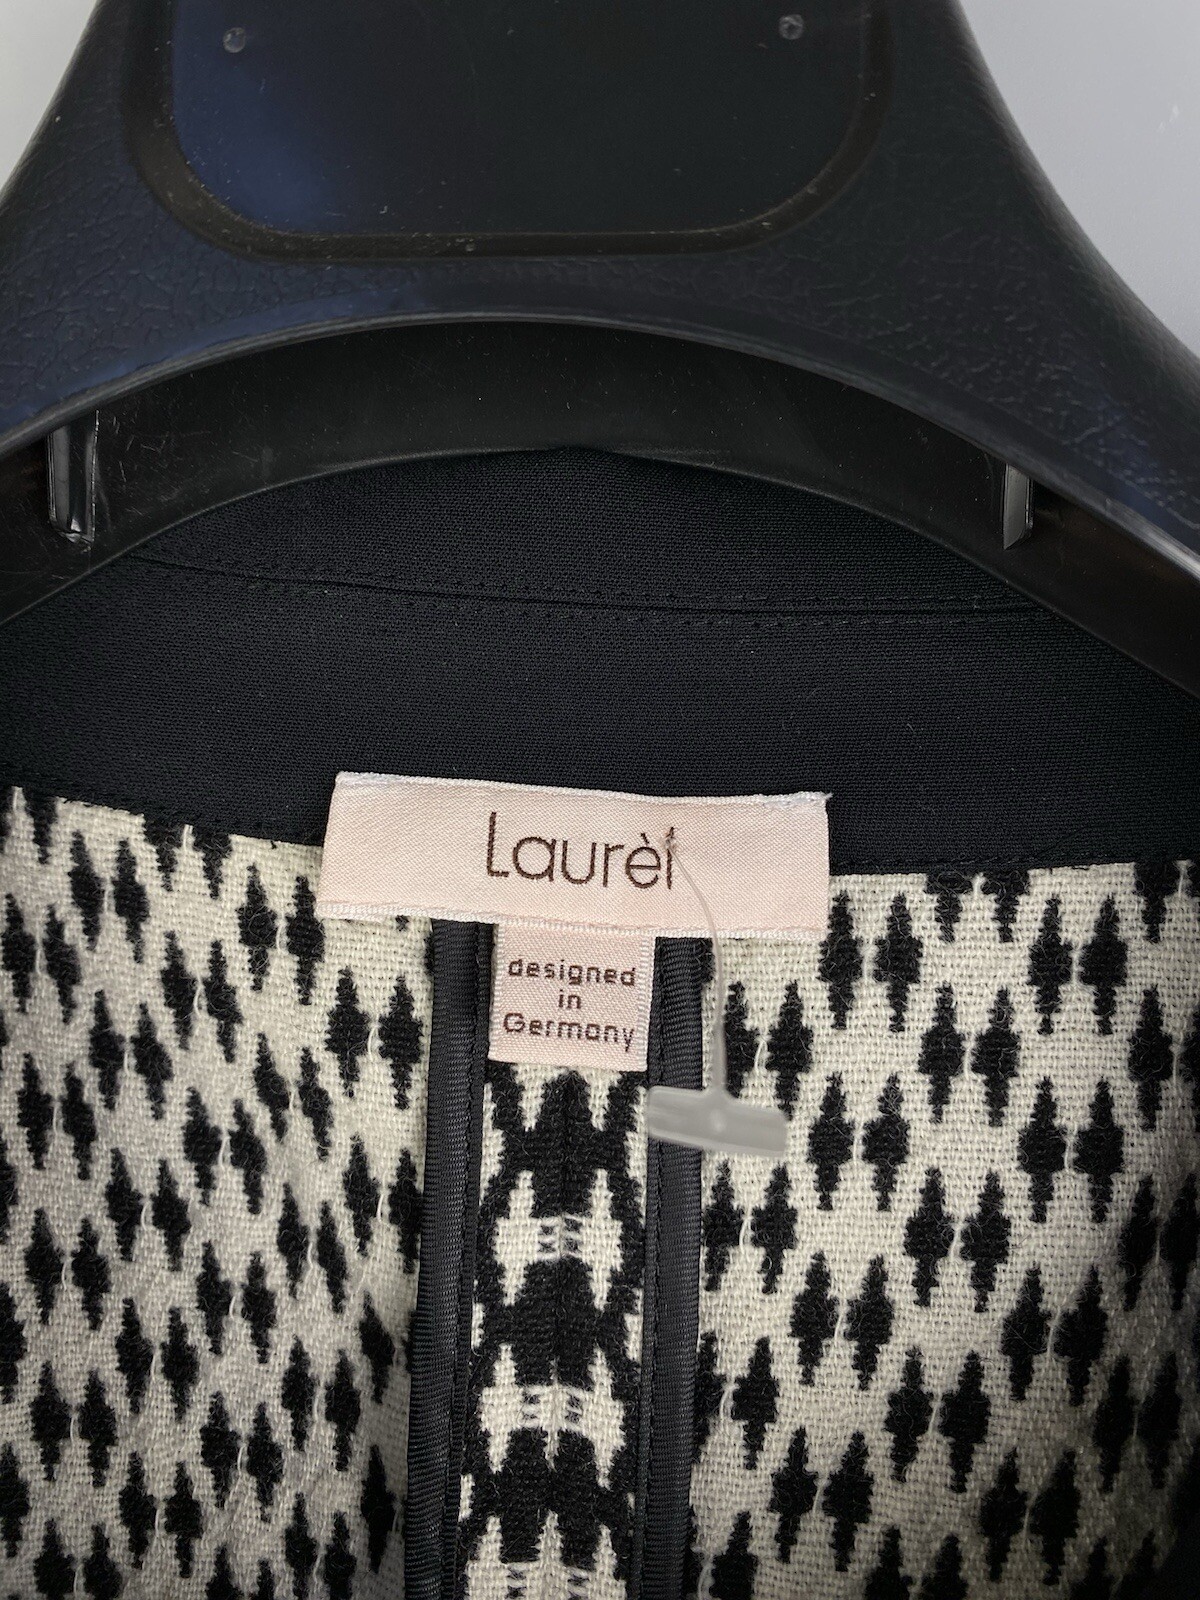 Laurèl
designed
in
Germany